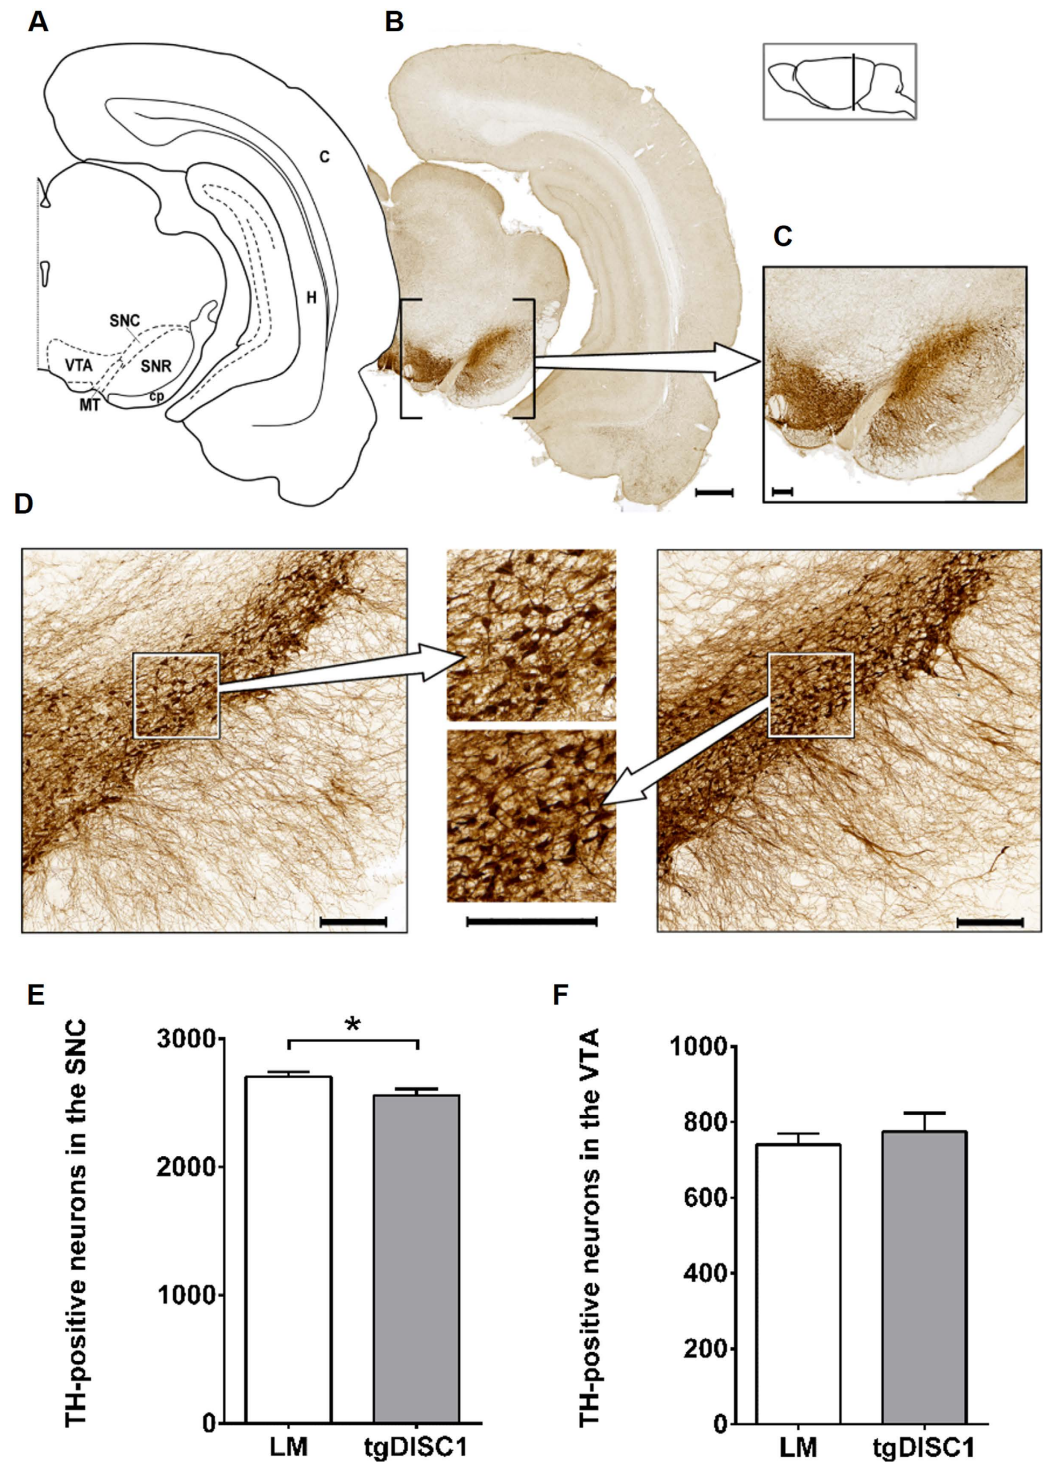 A
B
C
C
H
SNC
VTA
SNR
MT
cp
D
E
F
TH-positive neurons in the SNC
3000
2000
1000
0
*
LM
tgDISC1
TH-positive neurons in the VTA
1000
800
600
400
200
0
LM
tgDISC1